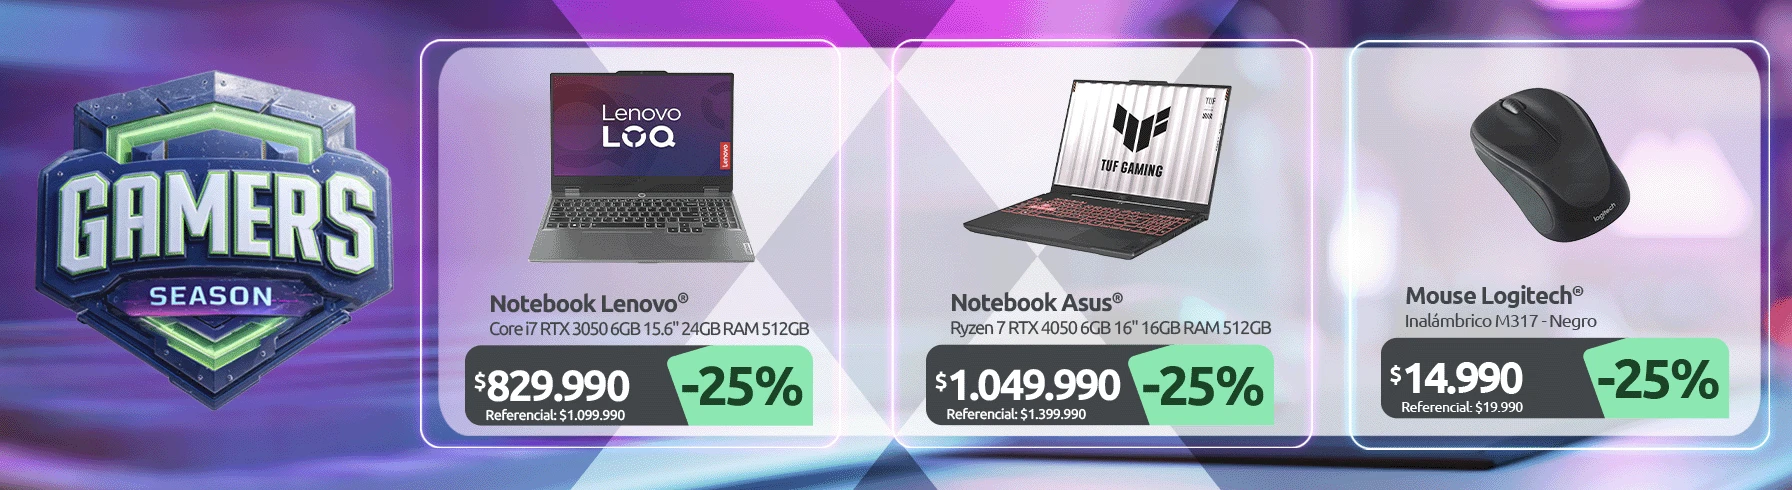 GAMERS
SEASON
Lenovo
LOQ
Lenovo
Notebook Lenovo®
Core i7 RTX 3050 6GB 15.6" 24GB RAM 512GB
$829.990
-25%
Referencial: $1.099.990
TUF GAMING
TUF
Notebook Asus®
Ryzen 7 RTX 4050 6GB 16" 16GB RAM 512GB
$1.049.990
-25%
Referencial: $1.399.990
logitech
Mouse Logitech®
Inalámbrico M317 - Negro
$14.990
-25%
Referencial: $19.990